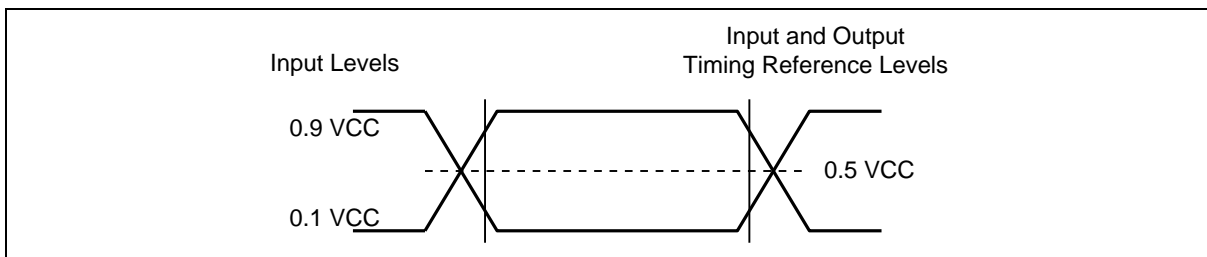 Input and Output
Input Levels
Timing Reference Levels
0.9 VCC
0.5 VCC
0.1 VCC